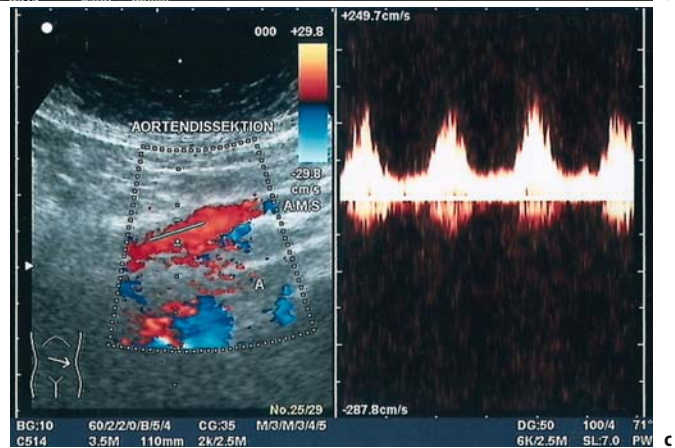 000 +29.8
+249.7cm/s
AORTENDISSEKTION
-29.8
cm/s
A.M.S
A
No.25/29
-287.8cm/s
BG:10 60/2/2/0/B/5/4 CG:35 M/3/M/3/4/5 DG:50 100/4 71°
C514 3.5M 110mm 2k/2.5M 6K/2.5M SL:7.0 PW
c